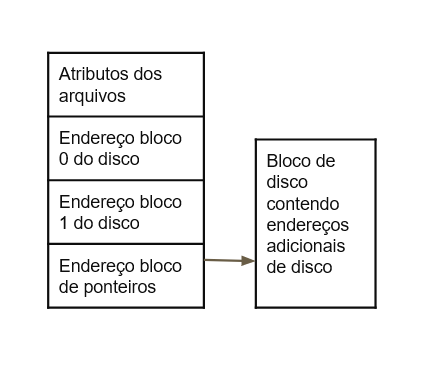 Atributos dos
arquivos
Endereço bloco
0 do disco
Endereço bloco
1 do disco
Endereço bloco
de ponteiros
Bloco de
disco
contendo
endereços
adicionais
de disco